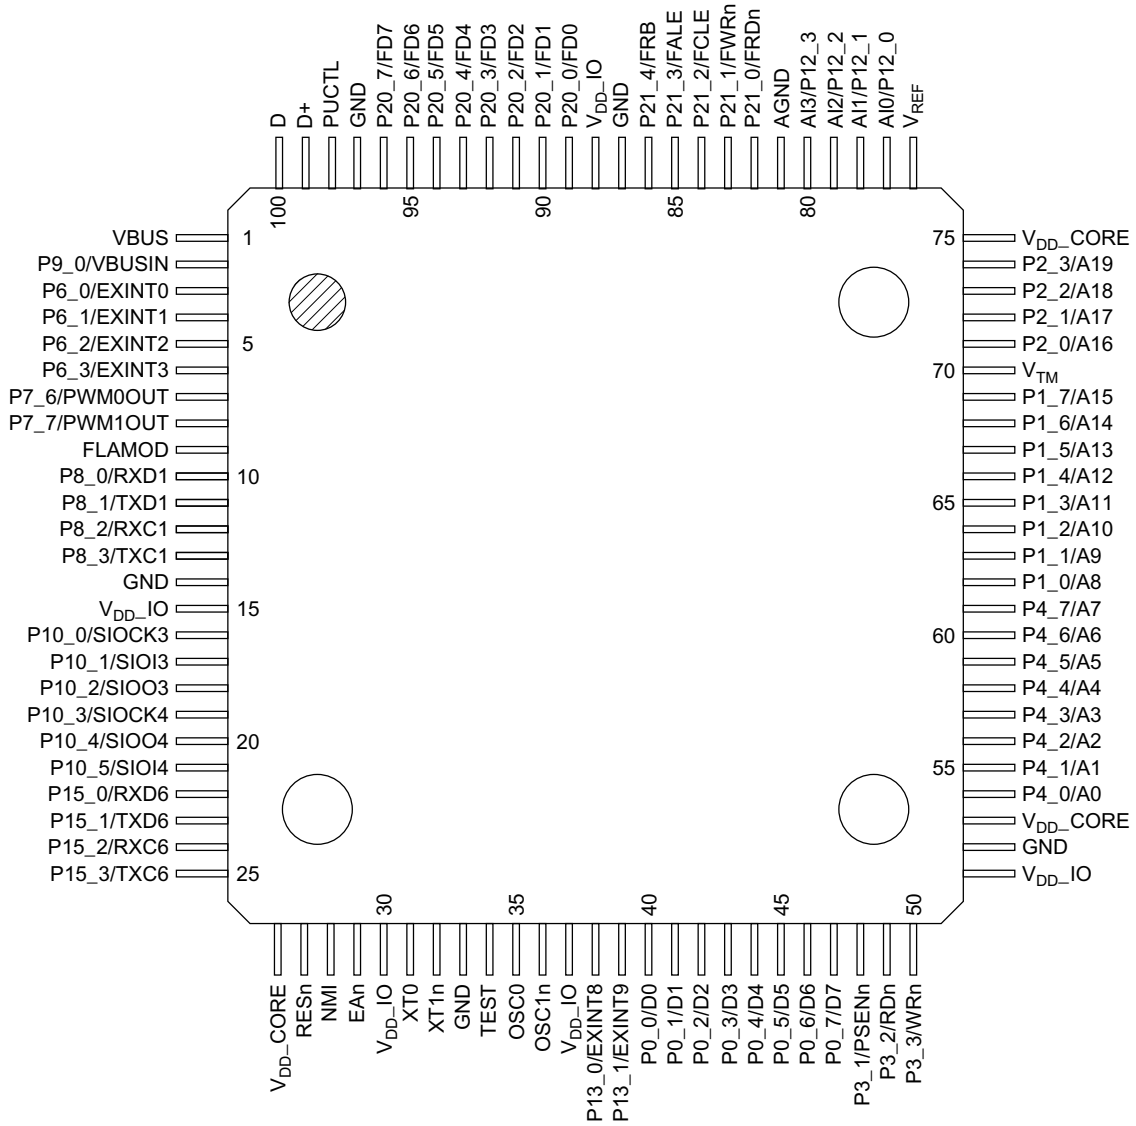 D
D+
PUCTL
GND
P20_7/FD7
P20_6/FD6
P20_5/FD5
P20_4/FD4
P20_3/FD3
P20_2/FD2
P20_1/FD1
P20_0/FD0
VDD_IO
GND
P21_4/FRB
P21_3/FALE
P21_2/FCLE
P21_1/FWRn
P21_0/FRDn
AGND
AI3/P12_3
AI2/P12_2
AI1/P12_1
AI0/P12_0
VREF
100
95
90
85
80
VBUS 1
P9_0/VBUSIN
P6_0/EXINT0
P6_1/EXINT1
P6_2/EXINT2 5
P6_3/EXINT3
P7_6/PWM0OUT
P7_7/PWM1OUT
FLAMOD
P8_0/RXD1 10
P8_1/TXD1
P8_2/RXC1
P8_3/TXC1
GND
VDD_IO 15
P10_0/SIOCK3
P10_1/SIOI3
P10_2/SIOO3
P10_3/SIOCK4
P10_4/SIOO4 20
P10_5/SIOI4
P15_0/RXD6
P15_1/TXD6
P15_2/RXC6
P15_3/TXC6 25
75 VDD_CORE
P2_3/A19
P2_2/A18
P2_1/A17
P2_0/A16
70 VTM
P1_7/A15
P1_6/A14
P1_5/A13
P1_4/A12
65 P1_3/A11
P1_2/A10
P1_1/A9
P1_0/A8
P4_7/A7
60 P4_6/A6
P4_5/A5
P4_4/A4
P4_3/A3
P4_2/A2
55 P4_1/A1
P4_0/A0
VDD_CORE
GND
VDD_IO
30
35
40
45
50
VDD_CORE
RESn
NMI
EAn
VDD_IO
XT0
XT1n
GND
TEST
OSC0
OSC1n
VDD_IO
P13_0/EXINT8
P13_1/EXINT9
P0_0/D0
P0_1/D1
P0_2/D2
P0_3/D3
P0_4/D4
P0_5/D5
P0_6/D6
P0_7/D7
P3_1/PSENn
P3_2/RDn
P3_3/WRn